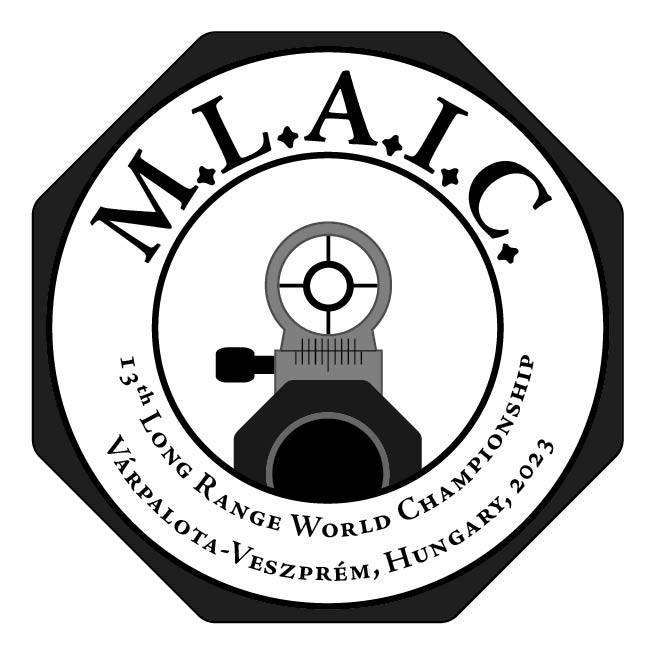 M.L.A.I.C.
13th Long Range World Championship
Várpalota-Veszprém, Hungary, 2023